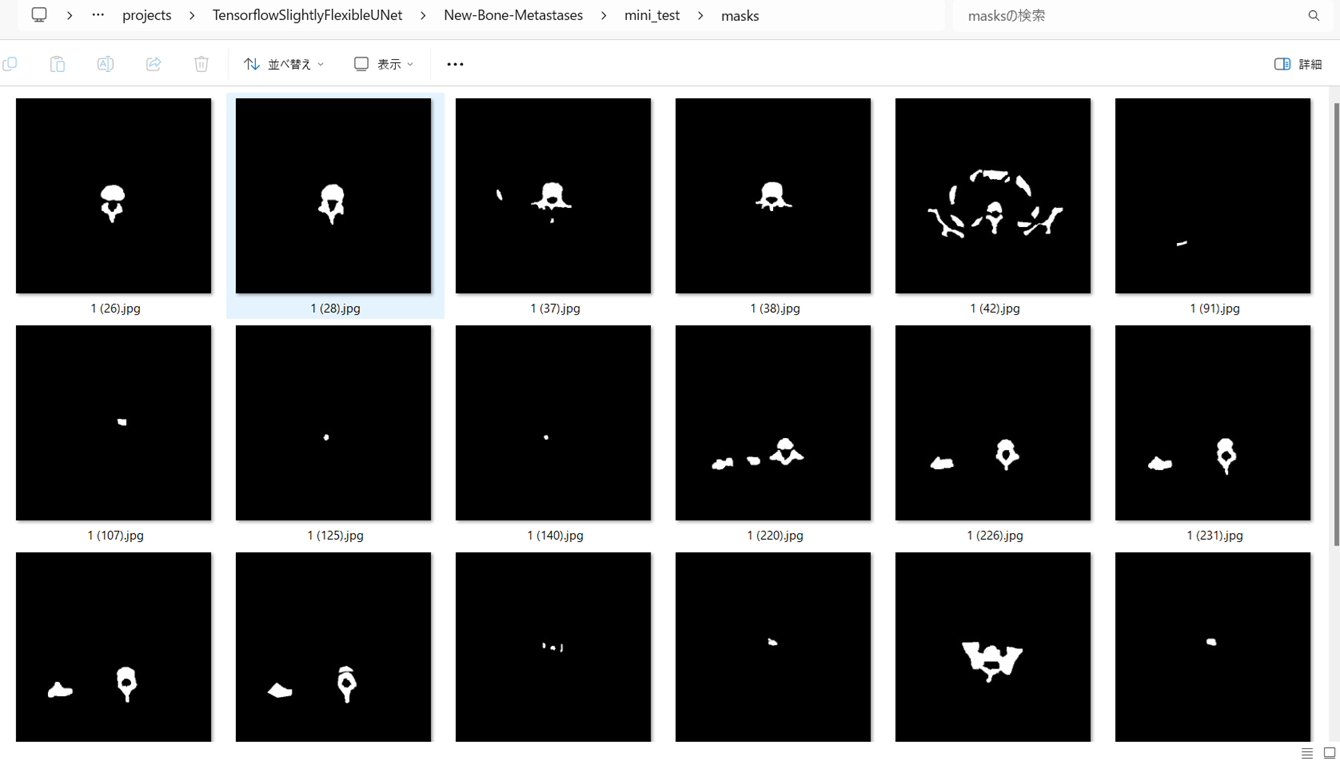 ··· projects TensorflowSlightlyFlexibleUNet New-Bone-Metastases mini_test masks masksの検索
並べ替え 表示 ··· 詳細
1 (26).jpg 1 (28).jpg 1 (37).jpg 1 (38).jpg 1 (42).jpg 1 (91).jpg
1 (107).jpg 1 (125).jpg 1 (140).jpg 1 (220).jpg 1 (226).jpg 1 (231).jpg